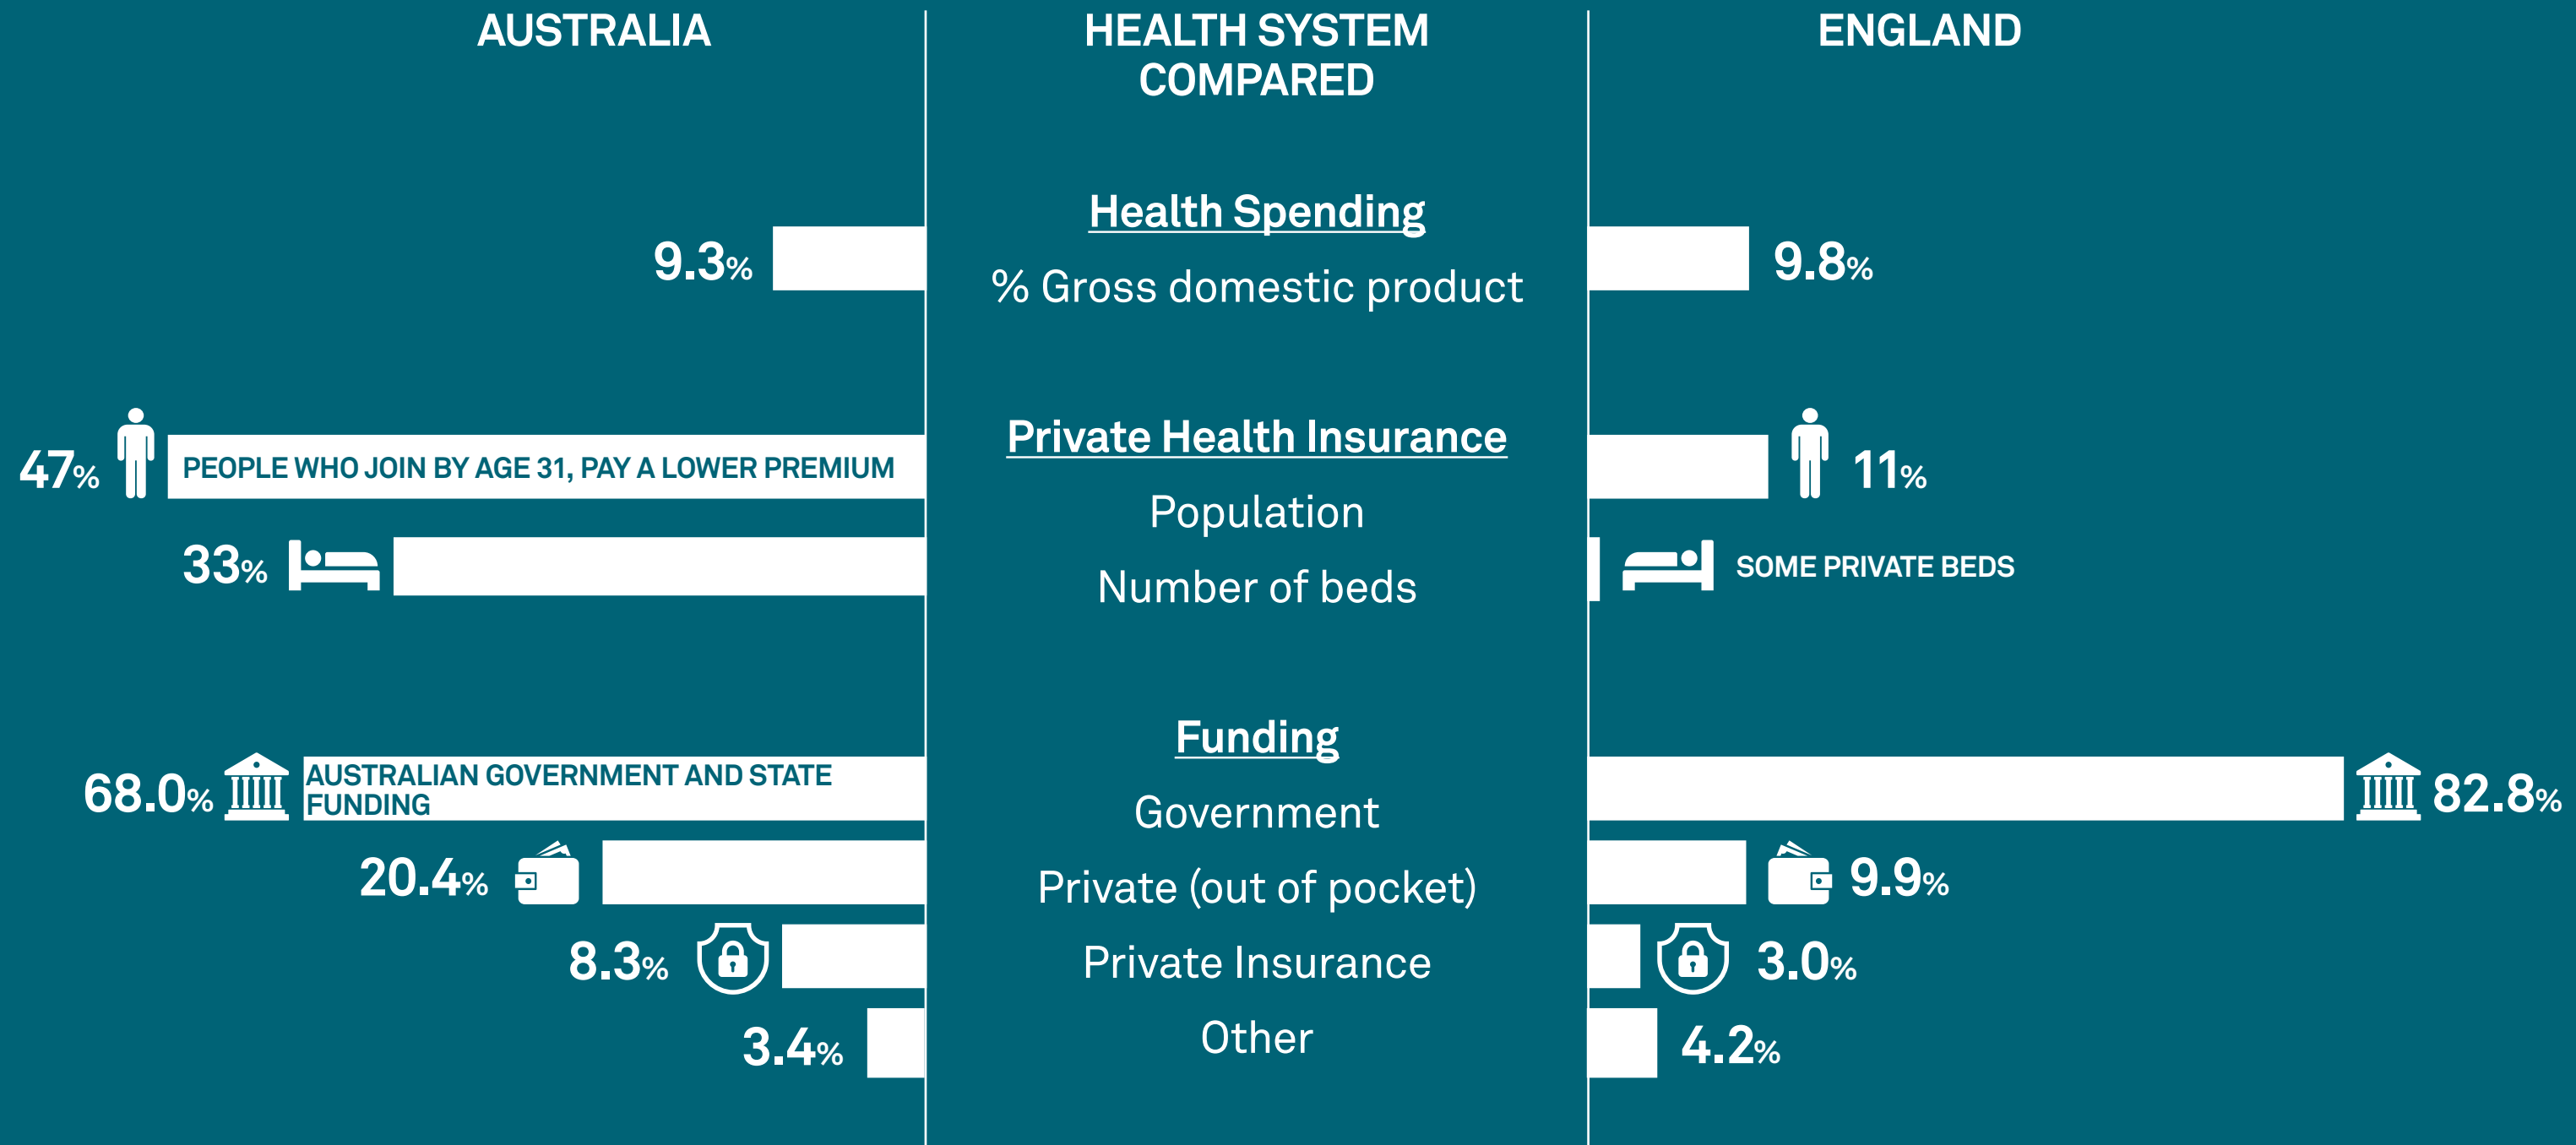 AUSTRALIA
HEALTH SYSTEM
COMPARED
ENGLAND
Health Spending
9.3%
% Gross domestic product
9.8%
Private Health Insurance
47%
PEOPLE WHO JOIN BY AGE 31, PAY A LOWER PREMIUM
Population
11%
33%
Number of beds
SOME PRIVATE BEDS
Funding
68.0%
AUSTRALIAN GOVERNMENT AND STATE
FUNDING
Government
82.8%
20.4%
Private (out of pocket)
9.9%
8.3%
Private Insurance
3.0%
3.4%
Other
4.2%